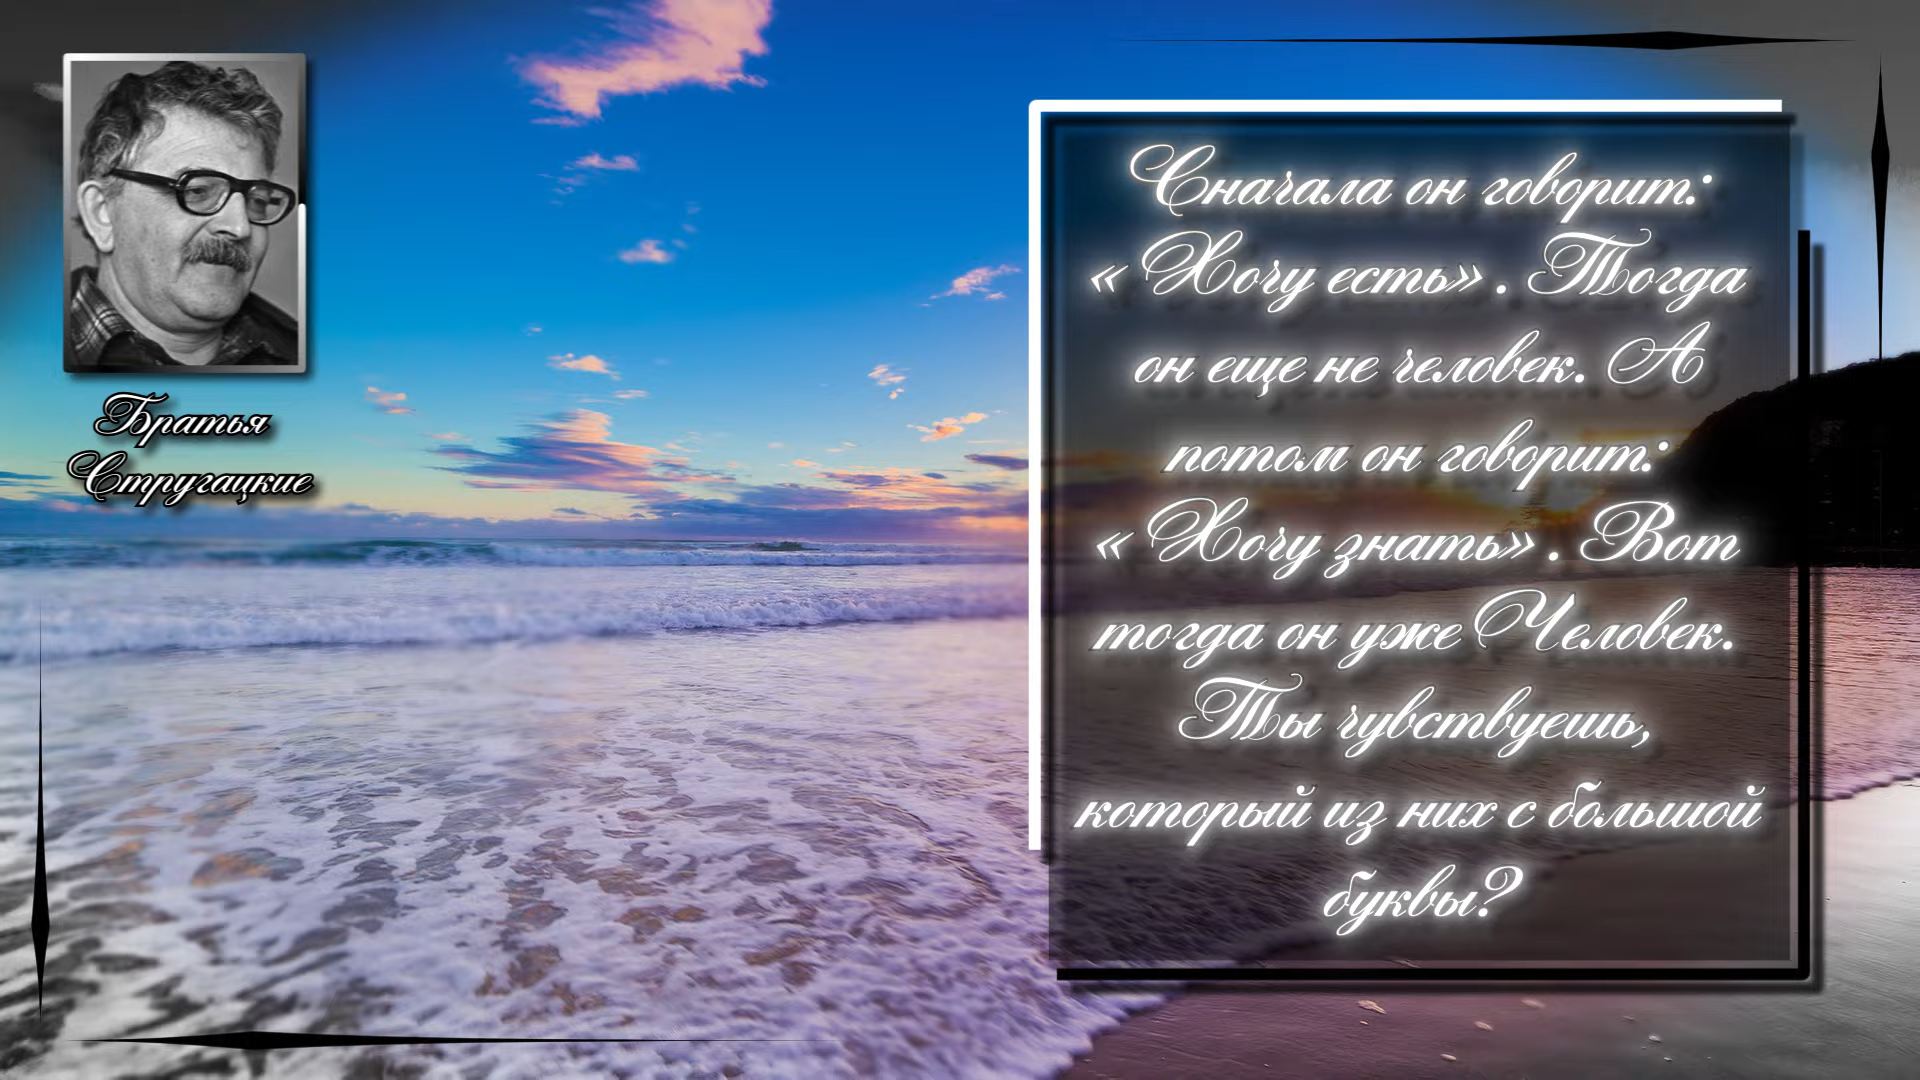 Братья
Стругацкие
Сначала он говорит:
«Хочу есть». Тогда
он еще не человек. А
потом он говорит:
«Хочу знать». Вот
тогда он уже Человек.
Ты чувствуешь,
который из них с большой
буквы?